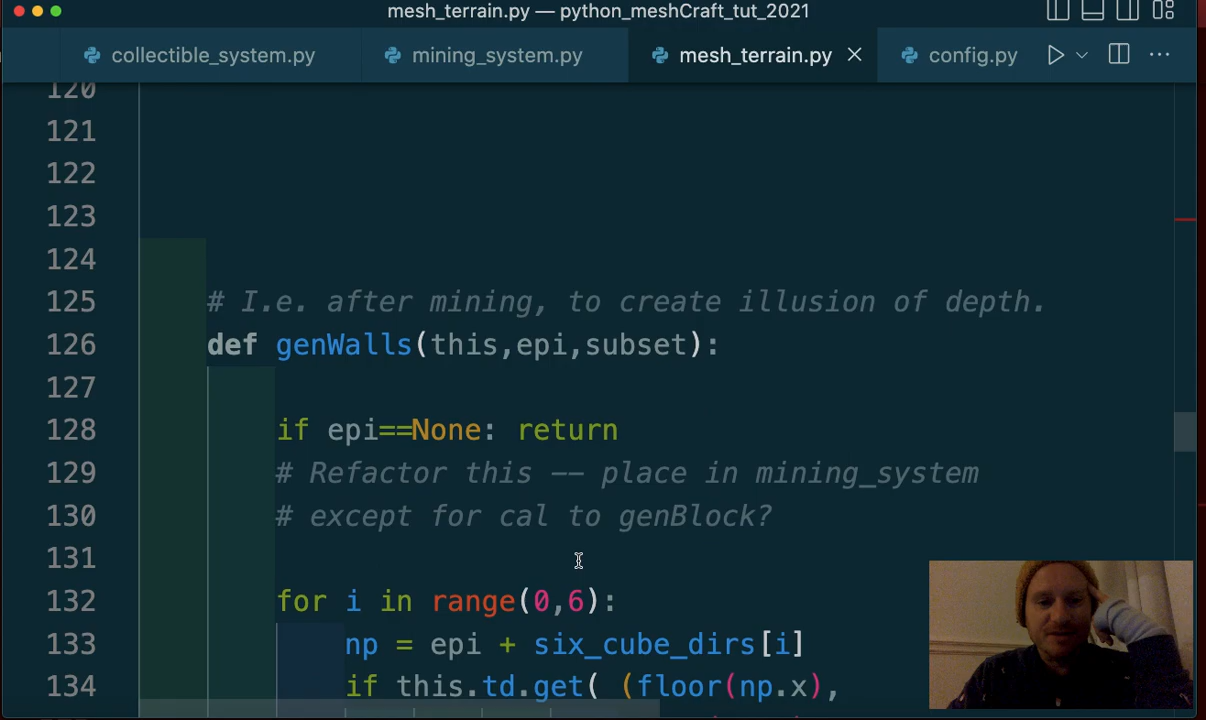 mesh_terrain.py — python_meshCraft_tut_2021
collectible_system.py mining_system.py mesh_terrain.py config.py
120
121
122
123
124
125 # I.e. after mining, to create illusion of depth.
126 def genWalls(this,epi,subset):
127
128 if epi==None: return
129 # Refactor this -- place in mining_system
130 # except for cal to genBlock?
131
132 for i in range(0,6):
133 np = epi + six_cube_dirs[i]
134 if this.td.get( (floor(np.x),